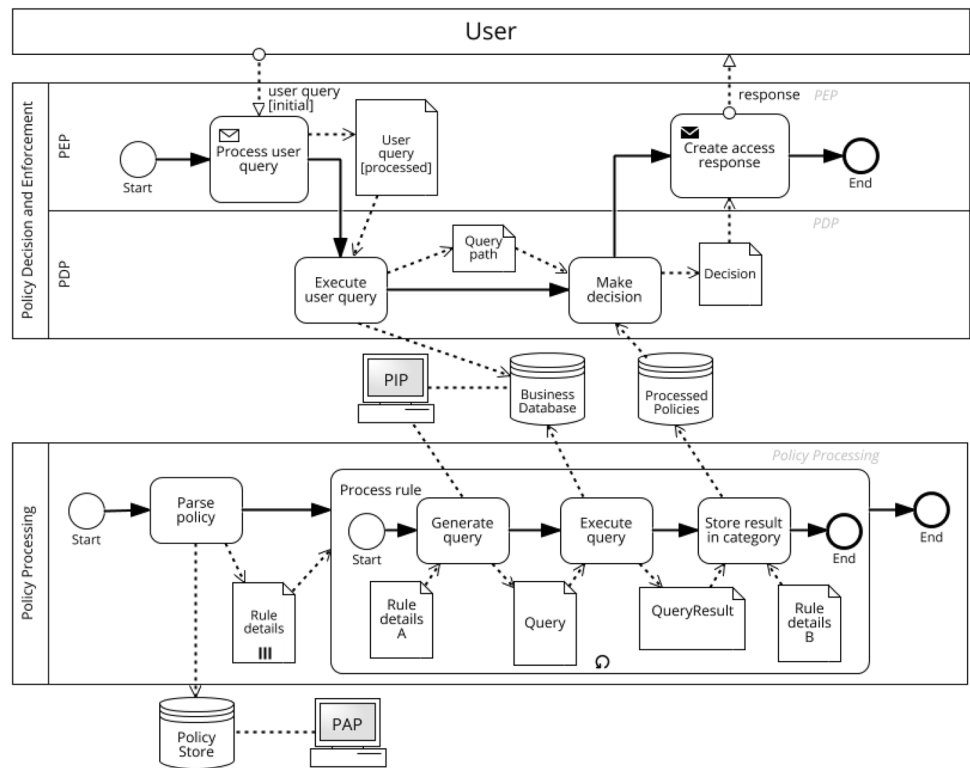 User
user query
[initial]
response
PEP
Policy Decision and Enforcement
PEP
Start
Process user
query
User
query
[processed]
Create access
response
End
PDP
PDP
Execute
user query
Query
path
Make
decision
Decision
PIP
Business
Database
Processed
Policies
Policy Processing
Policy Processing
Start
Parse
policy
Rule
details
Process rule
Start
Generate
query
Execute
query
Store result
in category
End
End
Rule
details
A
Query
QueryResult
Rule
details
B
Policy
Store
PAP